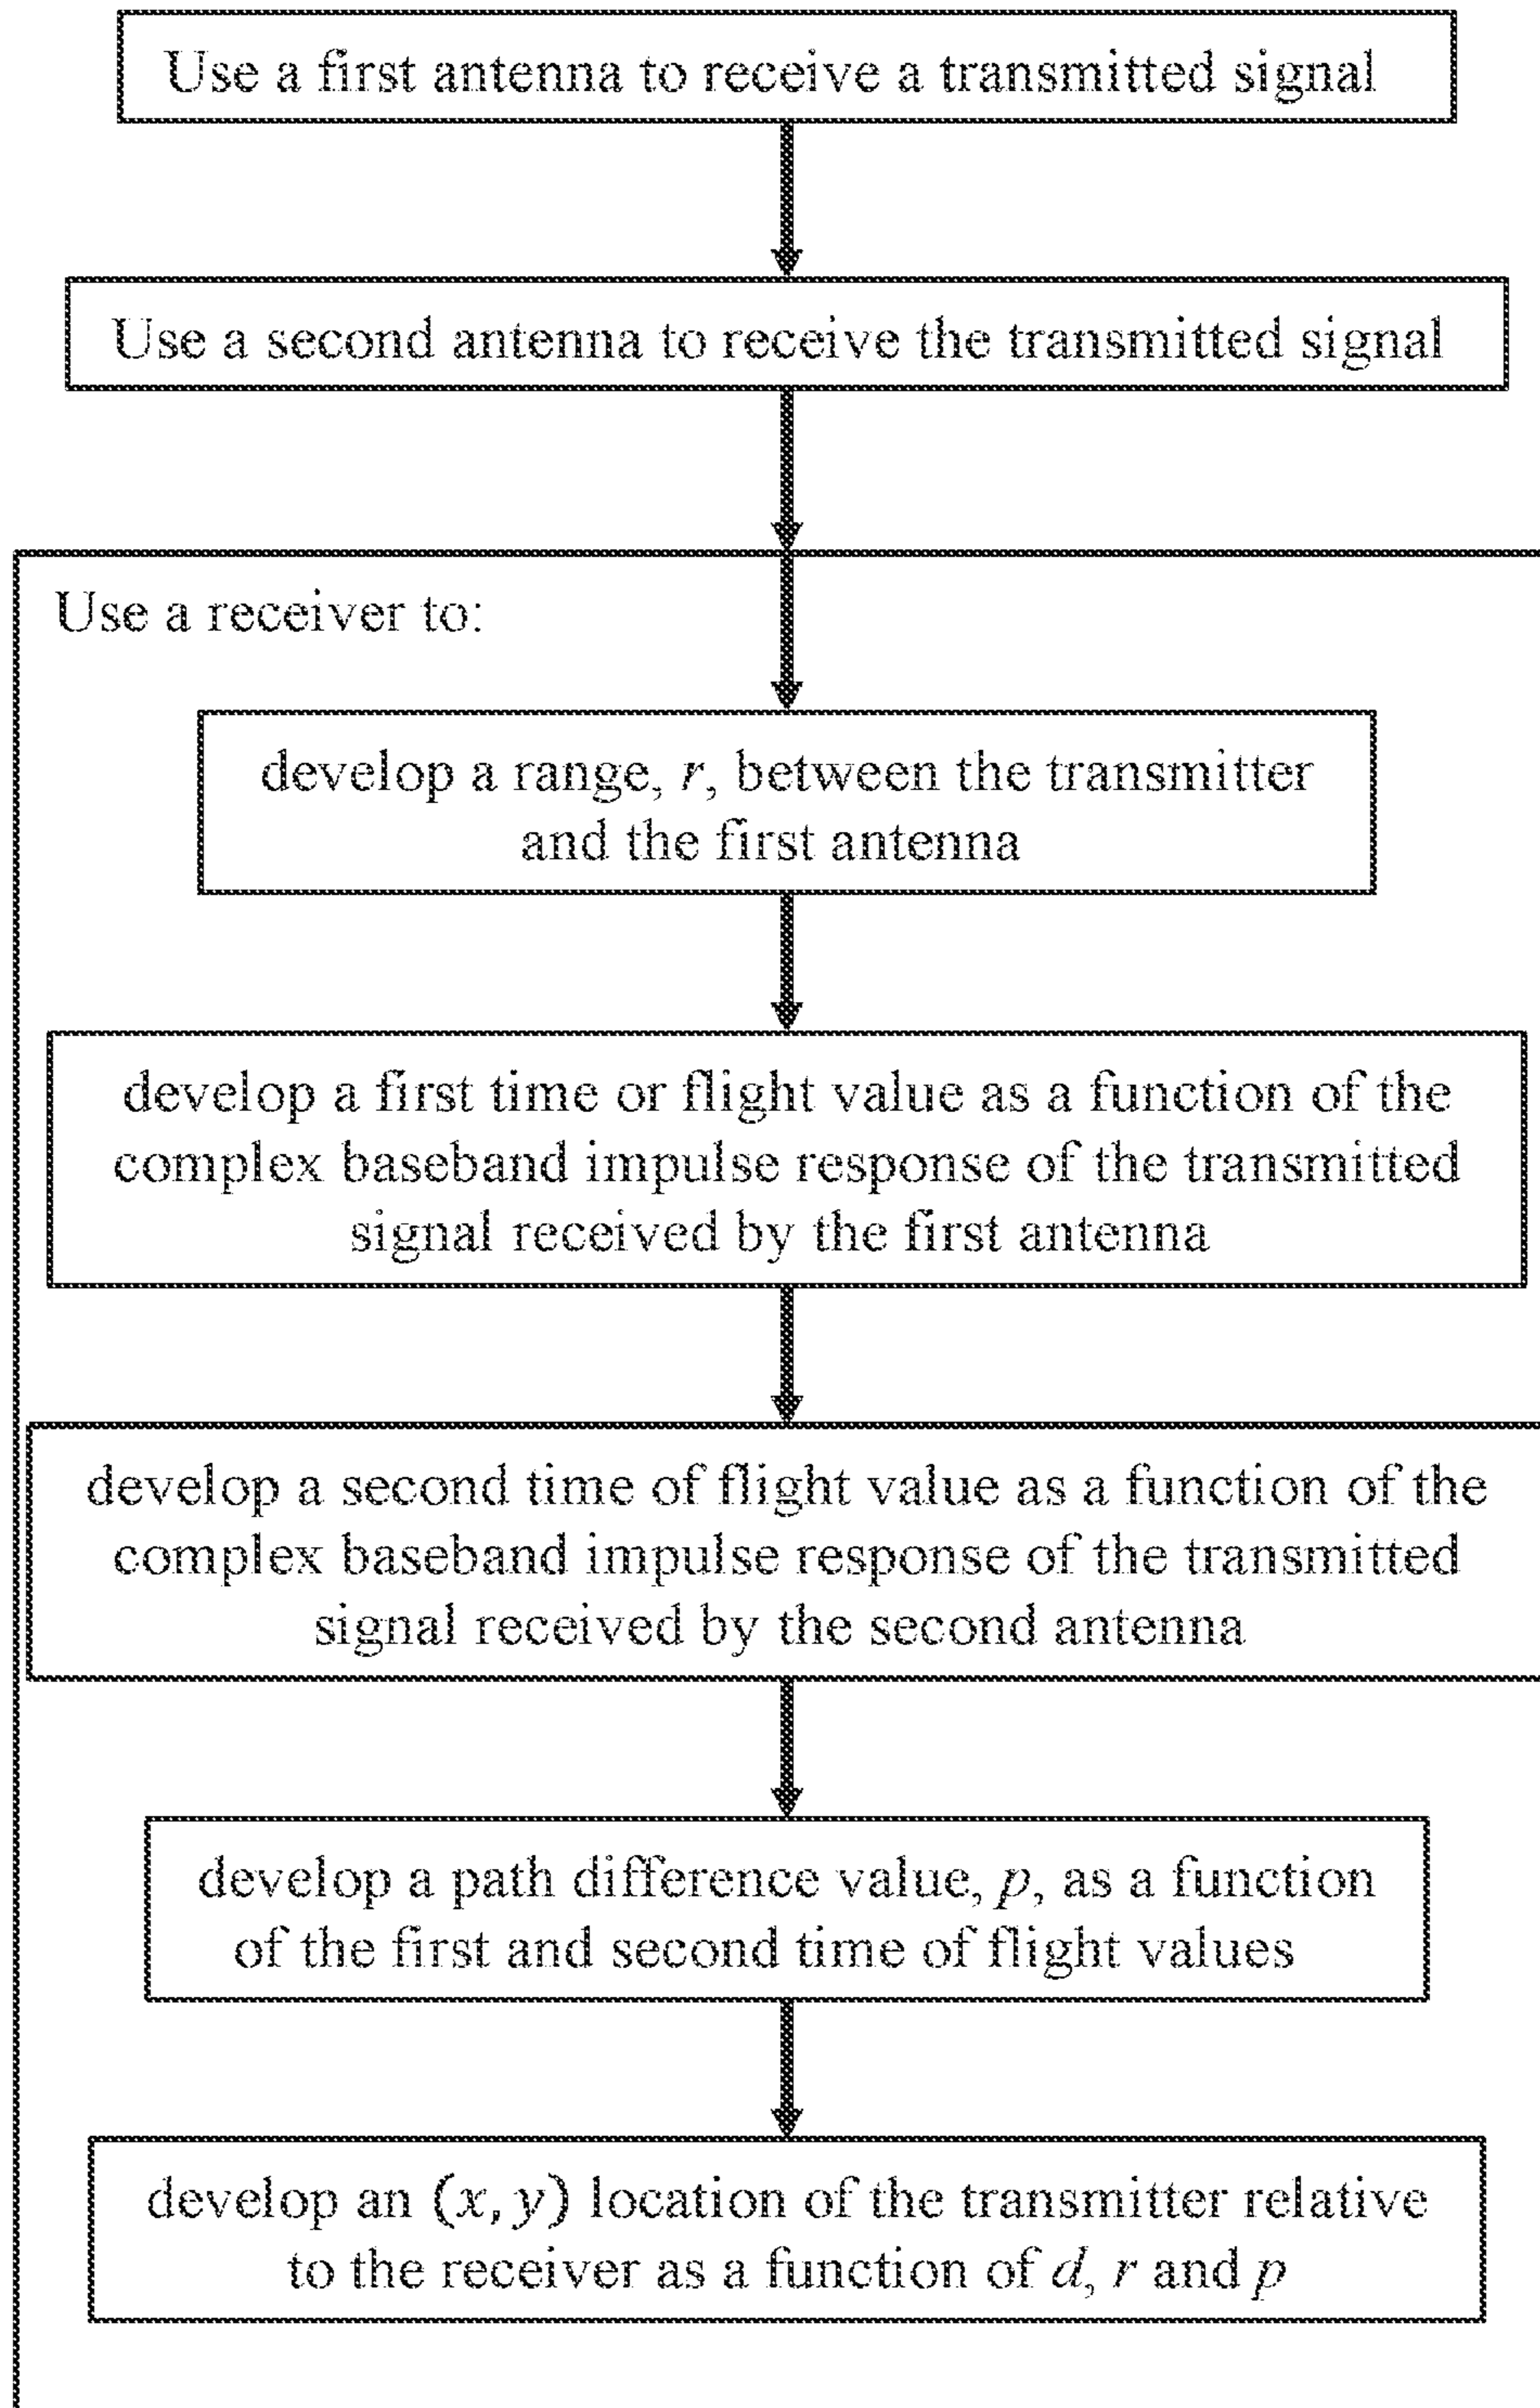 Use a first antenna to receive a transmitted signal
Use a second antenna to receive the transmitted signal
Use a receiver to:
develop a range, r, between the transmitter
and the first antenna
develop a first time or flight value as a function of the
complex baseband impulse response of the transmitted
signal received by the first antenna
develop a second time of flight value as a function of the
complex baseband impulse response of the transmitted
signal received by the second antenna
develop a path difference value, p, as a function
of the first and second time of flight values
develop an (x, y) location of the transmitter relative
to the receiver as a function of d, r and p